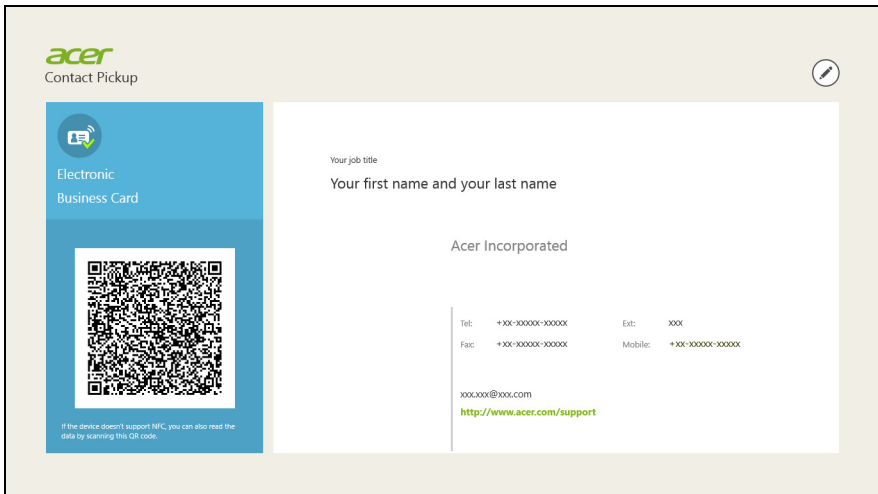 acer
Contact Pickup
Electronic
Business Card
If the device doesn't support NFC, you can also read the
data by scanning this QR code.
Your job title
Your first name and your last name
Acer Incorporated
Tel: +xx-xxxxx-xxxxx Ext: xxx
Fax: +xx-xxxxx-xxxxx Mobile: +xx-xxxxx-xxxxx
xxx.xxx@xxx.com
http://www.acer.com/support